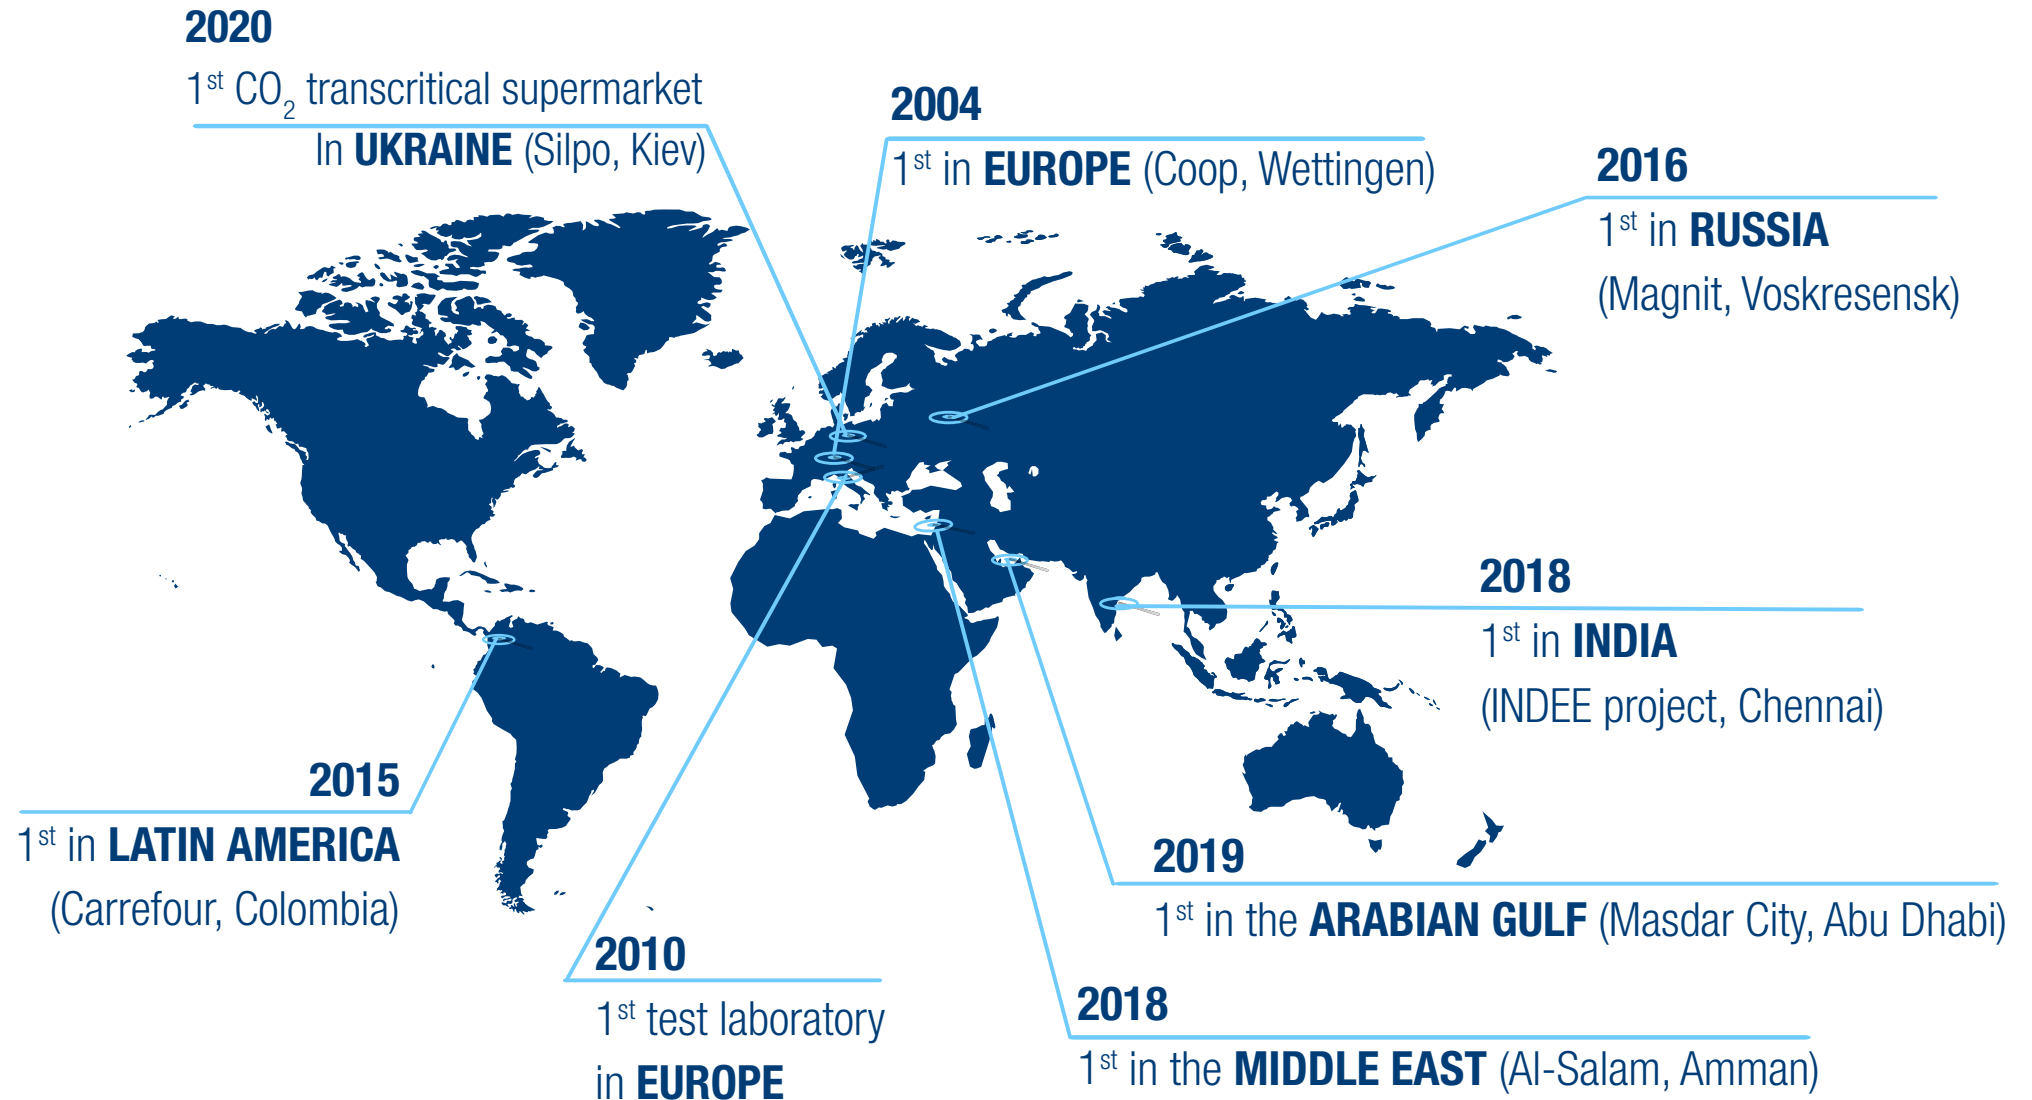 2020
1st CO2 transcritical supermarket
In UKRAINE (Silpo, Kiev)
2004
1st in EUROPE (Coop, Wettingen)
2016
1st in RUSSIA
(Magnit, Voskresensk)
2018
1st in INDIA
(INDEE project, Chennai)
2015
1st in LATIN AMERICA
(Carrefour, Colombia)
2019
1st in the ARABIAN GULF (Masdar City, Abu Dhabi)
2010
1st test laboratory
in EUROPE
2018
1st in the MIDDLE EAST (Al-Salam, Amman)